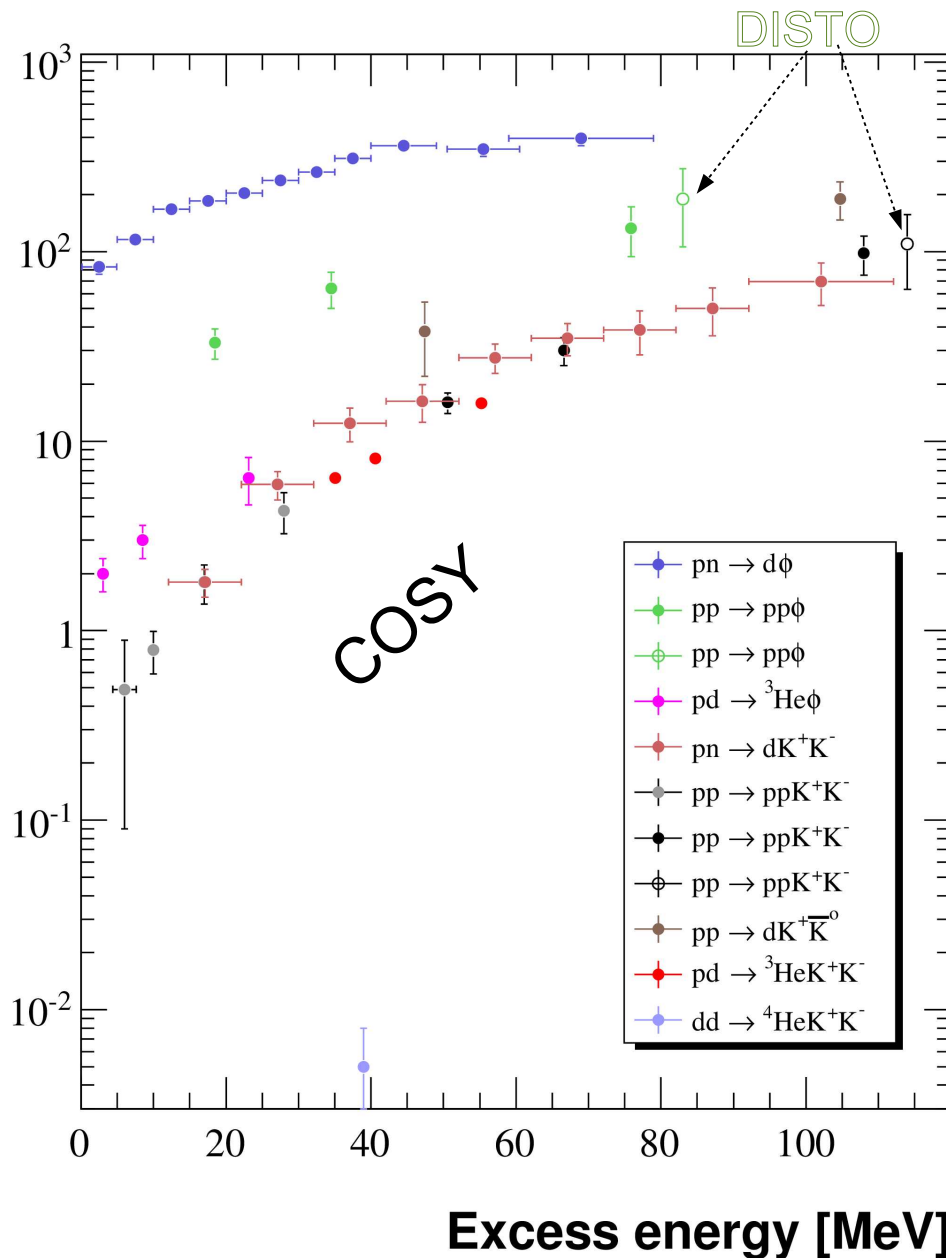 DISTO
10³
10²
10
1
10⁻¹
10⁻²
COSY
pn → dϕ
pp → ppϕ
pp → ppϕ
pd → ³Heϕ
pn → dK⁺K⁻
pp → ppK⁺K⁻
pp → ppK⁺K⁻
pp → ppK⁺K⁻
pp → dK⁺K̅⁰
pd → ³HeK⁺K⁻
dd → ⁴HeK⁺K⁻
0 20 40 60 80 100
Excess energy [MeV]